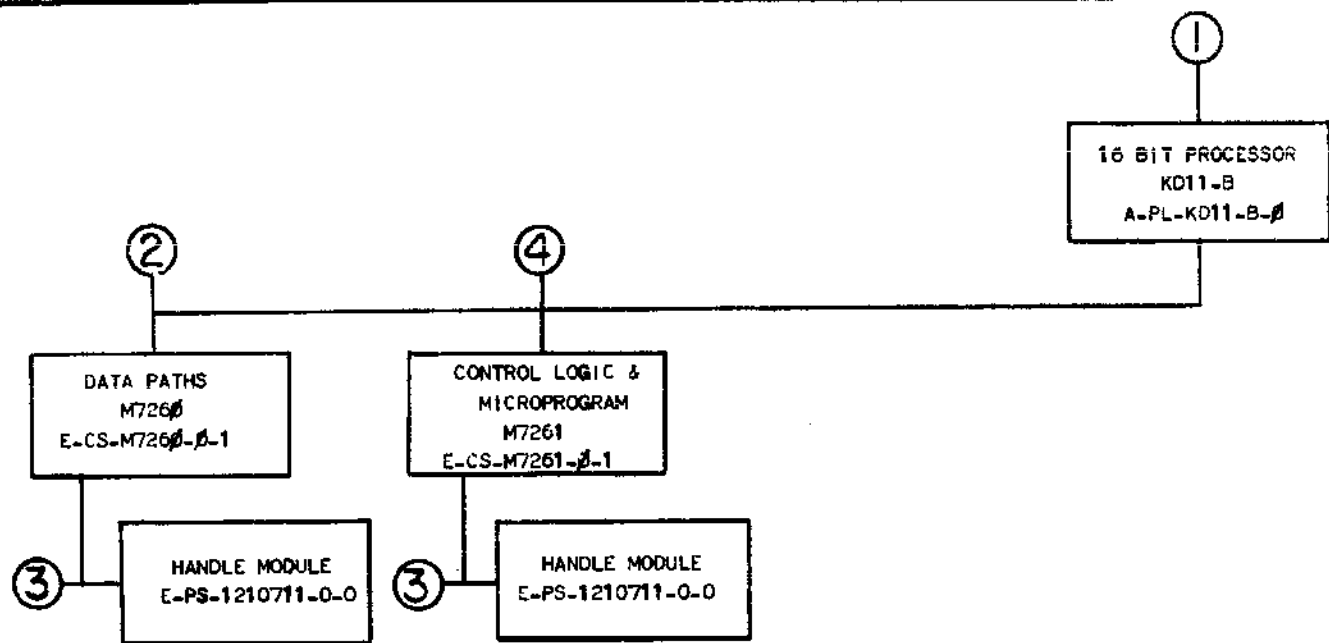 1
16 BIT PROCESSOR
KD11-B
A-PL-KD11-B-Ø
2
4
DATA PATHS
M726Ø
E-CS-M726Ø-Ø-1
CONTROL LOGIC &
MICROPROGRAM
M7261
E-CS-M7261-Ø-1
3
HANDLE MODULE
E-PS-1210711-0-0
3
HANDLE MODULE
E-PS-1210711-0-0